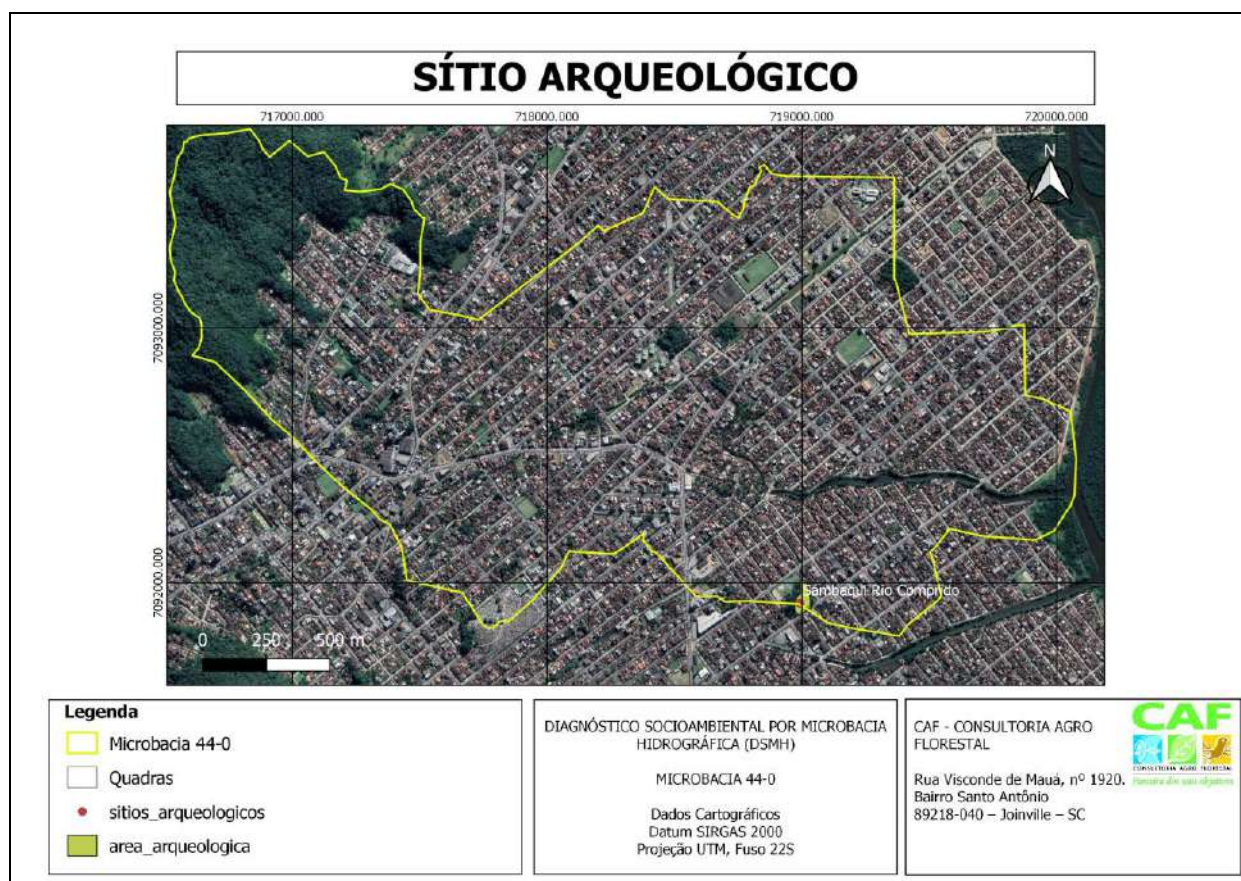 SÍTIO ARQUEOLÓGICO
717000.000
718000.000
719000.000
720000.000
N
7093000.000
7092000.000
Sambaqui Rio Comprido
0 250 500 m
Legenda
Microbacia 44-0
Quadras
sitios_arqueologicos
area_arqueologica
DIAGNÓSTICO SOCIOAMBIENTAL POR MICROBACIA
HIDROGRÁFICA (DSMH)
MICROBACIA 44-0
Dados Cartográficos
Datum SIRGAS 2000
Projeção UTM, Fuso 22S
CAF - CONSULTORIA AGRO
FLORESTAL
Rua Visconde de Mauá, nº 1920.
Bairro Santo Antônio
89218-040 – Joinville – SC
CAF
CONSULTORIA AGRO FLORESTAL